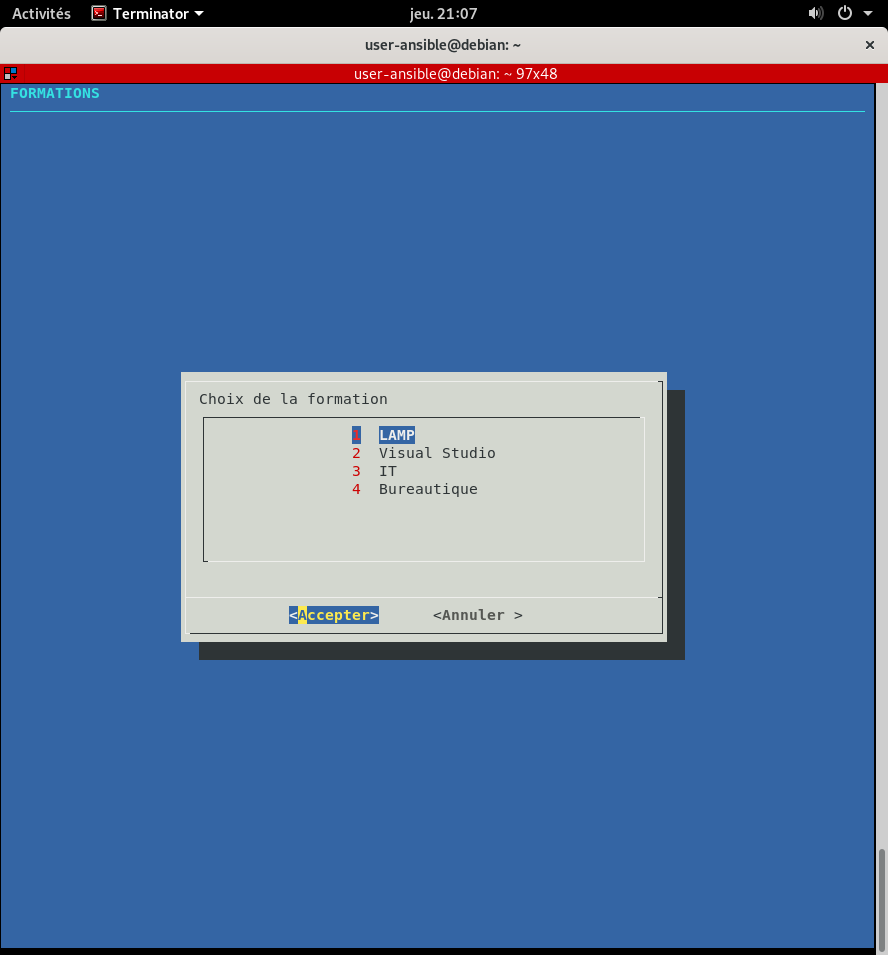 Activités Terminator jeu. 21:07
user-ansible@debian: ~
user-ansible@debian: ~ 97x48
FORMATIONS
Choix de la formation
1 LAMP
2 Visual Studio
3 IT
4 Bureautique
<Accepter> <Annuler >